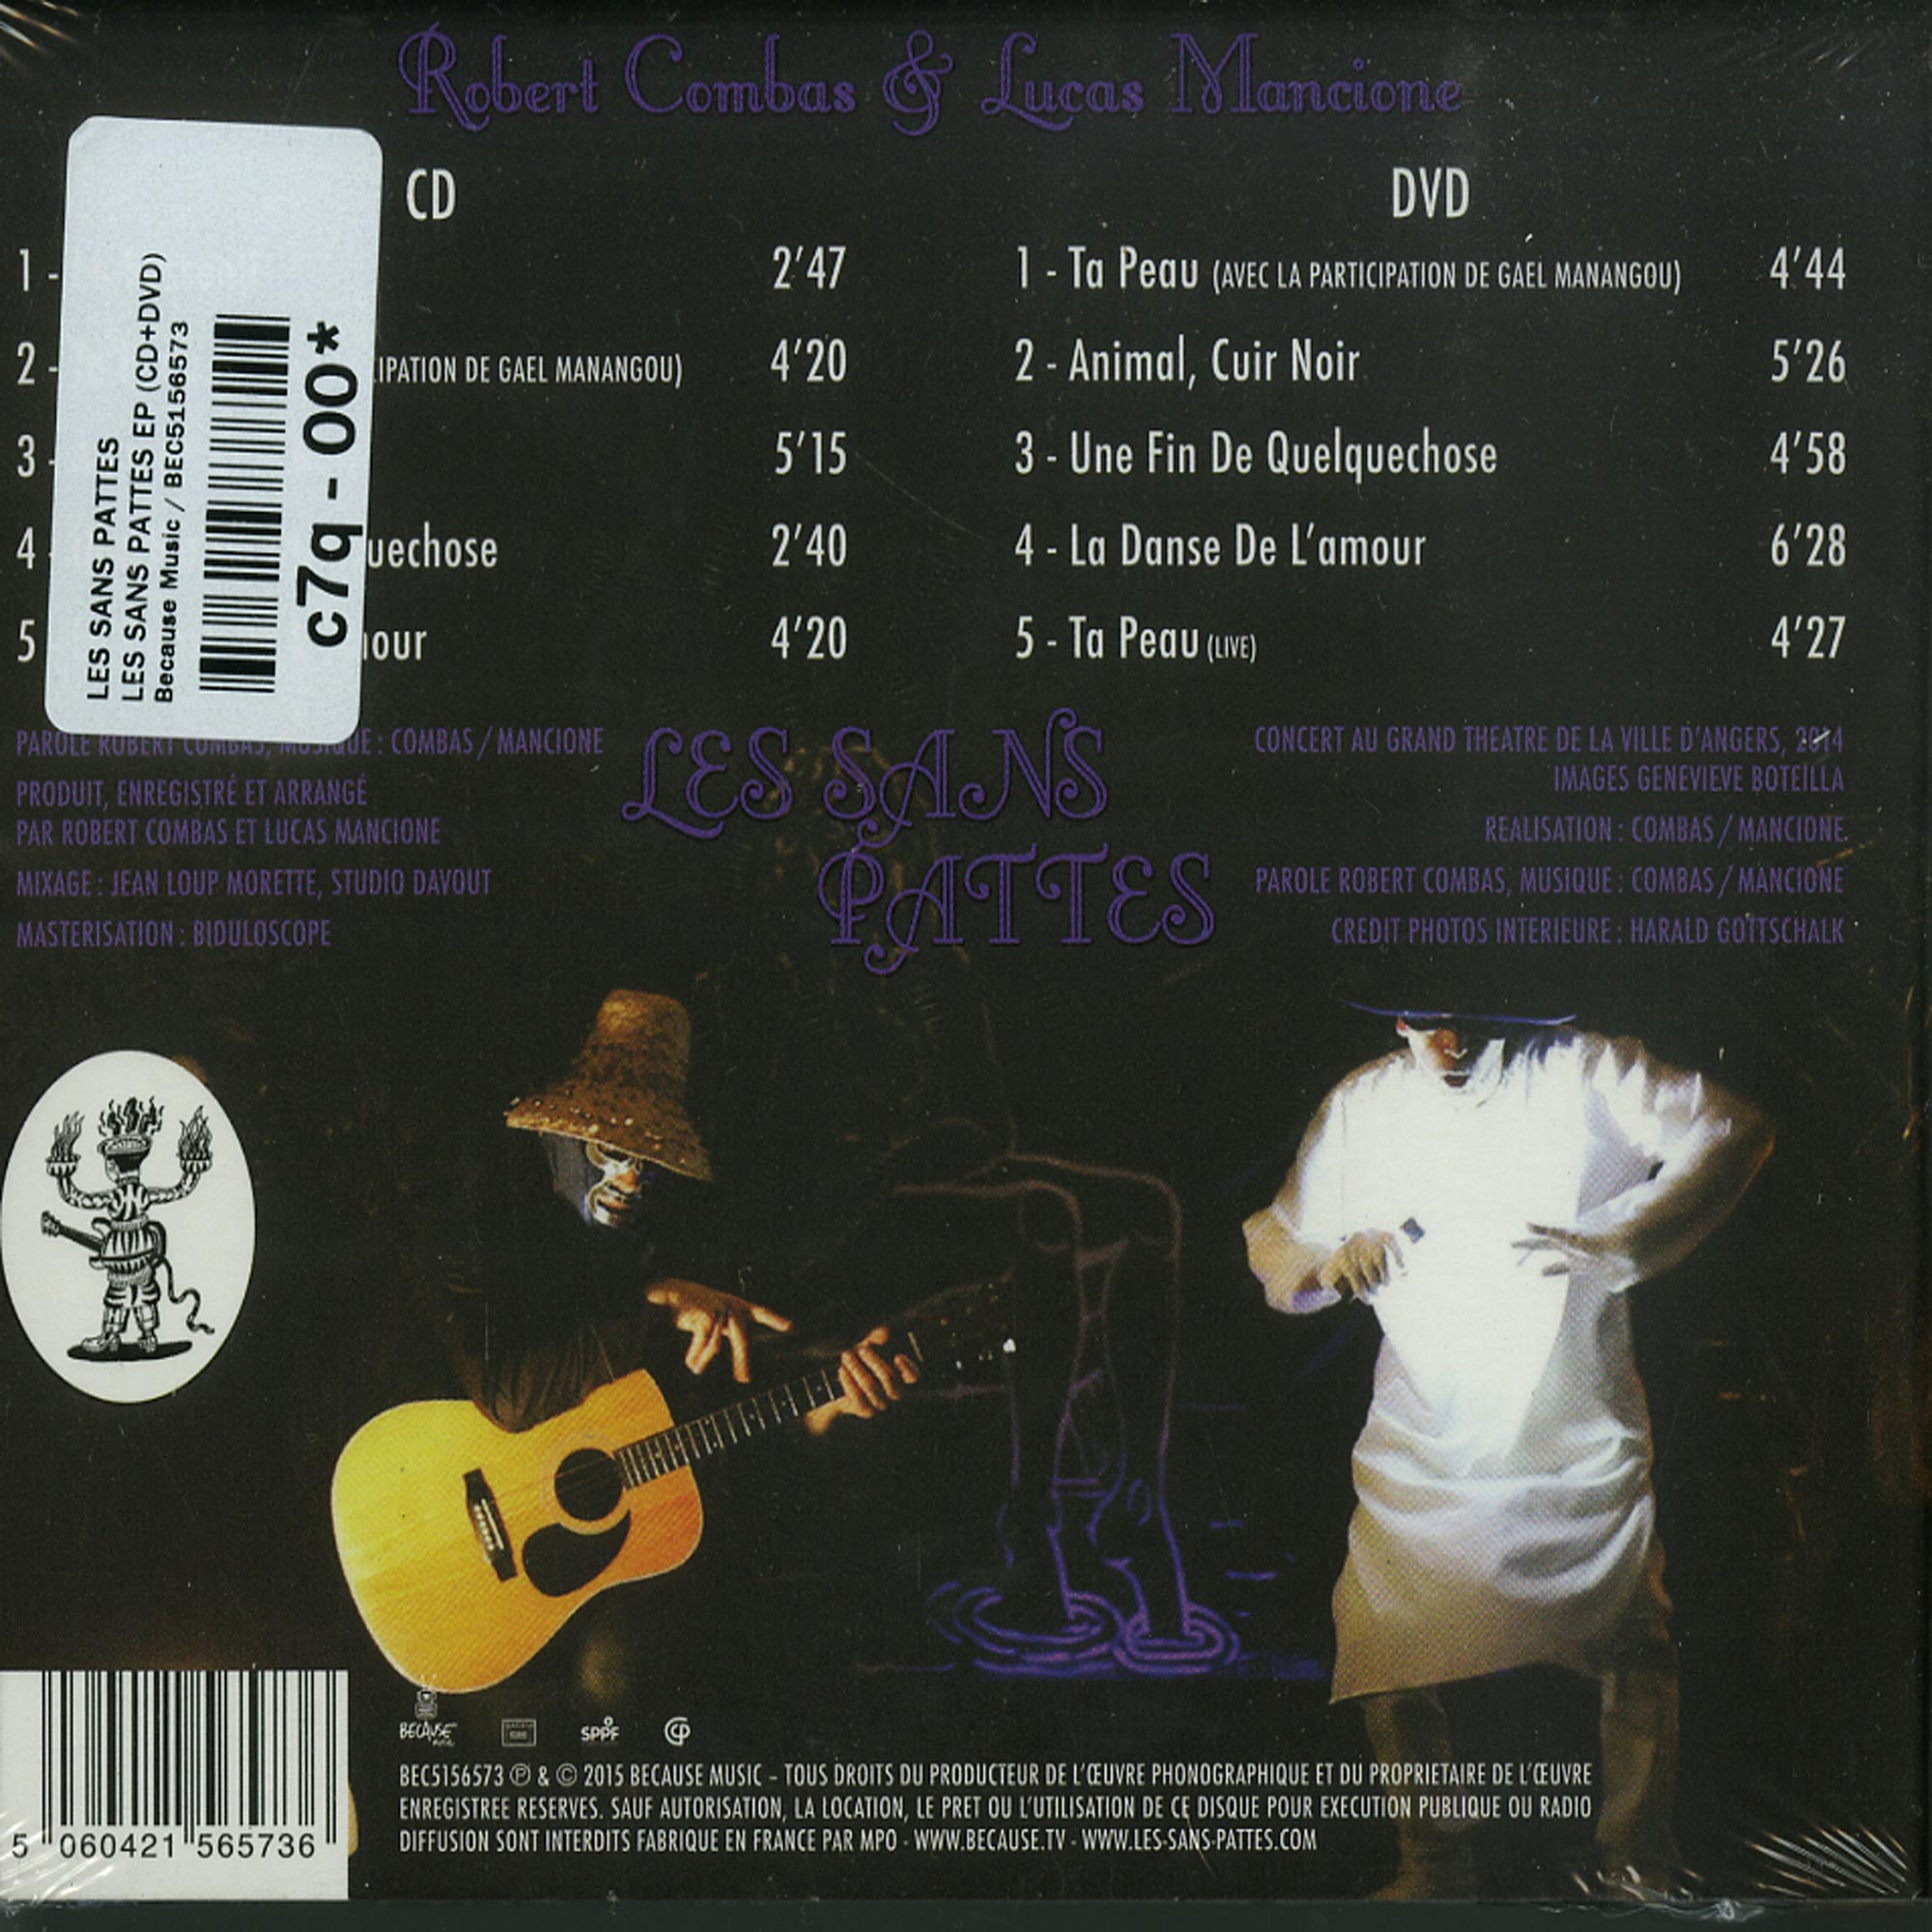 Robert Combas & Lucas Mancione
CD
1 - 2'47
2 - IPATION DE GAEL MANANGOU) 4'20
3 - 5'15
4 - uechose 2'40
5 our 4'20
DVD
1 - Ta Peau (AVEC LA PARTICIPATION DE GAEL MANANGOU) 4'44
2 - Animal, Cuir Noir 5'26
3 - Une Fin De Quelquechose 4'58
4 - La Danse De L'amour 6'28
5 - Ta Peau (LIVE) 4'27
LES SANS PATTES
LES SANS PATTES EP (CD+DVD)
Because Music / BEC5156573
c7q - 00*
PAROLE ROBERT COMBAS, MUSIQUE : COMBAS / MANCIONE
PRODUIT, ENREGISTRÉ ET ARRANGÉ
PAR ROBERT COMBAS ET LUCAS MANCIONE
MIXAGE : JEAN LOUP MORETTE, STUDIO DAVOUT
MASTERISATION : BIDULOSCOPE
LES SANS
PATTES
CONCERT AU GRAND THEATRE DE LA VILLE D'ANGERS, 2014
IMAGES GENEVIEVE BOTEILLA
REALISATION : COMBAS / MANCIONE.
PAROLE ROBERT COMBAS, MUSIQUE : COMBAS / MANCIONE
CREDIT PHOTOS INTERIEURE : HARALD GOTTSCHALK
BECAUSE
SPPF
BEC5156573 ℗ & © 2015 BECAUSE MUSIC – TOUS DROITS DU PRODUCTEUR DE L'ŒUVRE PHONOGRAPHIQUE ET DU PROPRIETAIRE DE L'ŒUVRE
ENREGISTREE RESERVES. SAUF AUTORISATION, LA LOCATION, LE PRET OU L'UTILISATION DE CE DISQUE POUR EXECUTION PUBLIQUE OU RADIO
DIFFUSION SONT INTERDITS FABRIQUE EN FRANCE PAR MPO - WWW.BECAUSE.TV - WWW.LES-SANS-PATTES.COM
5 060421 565736